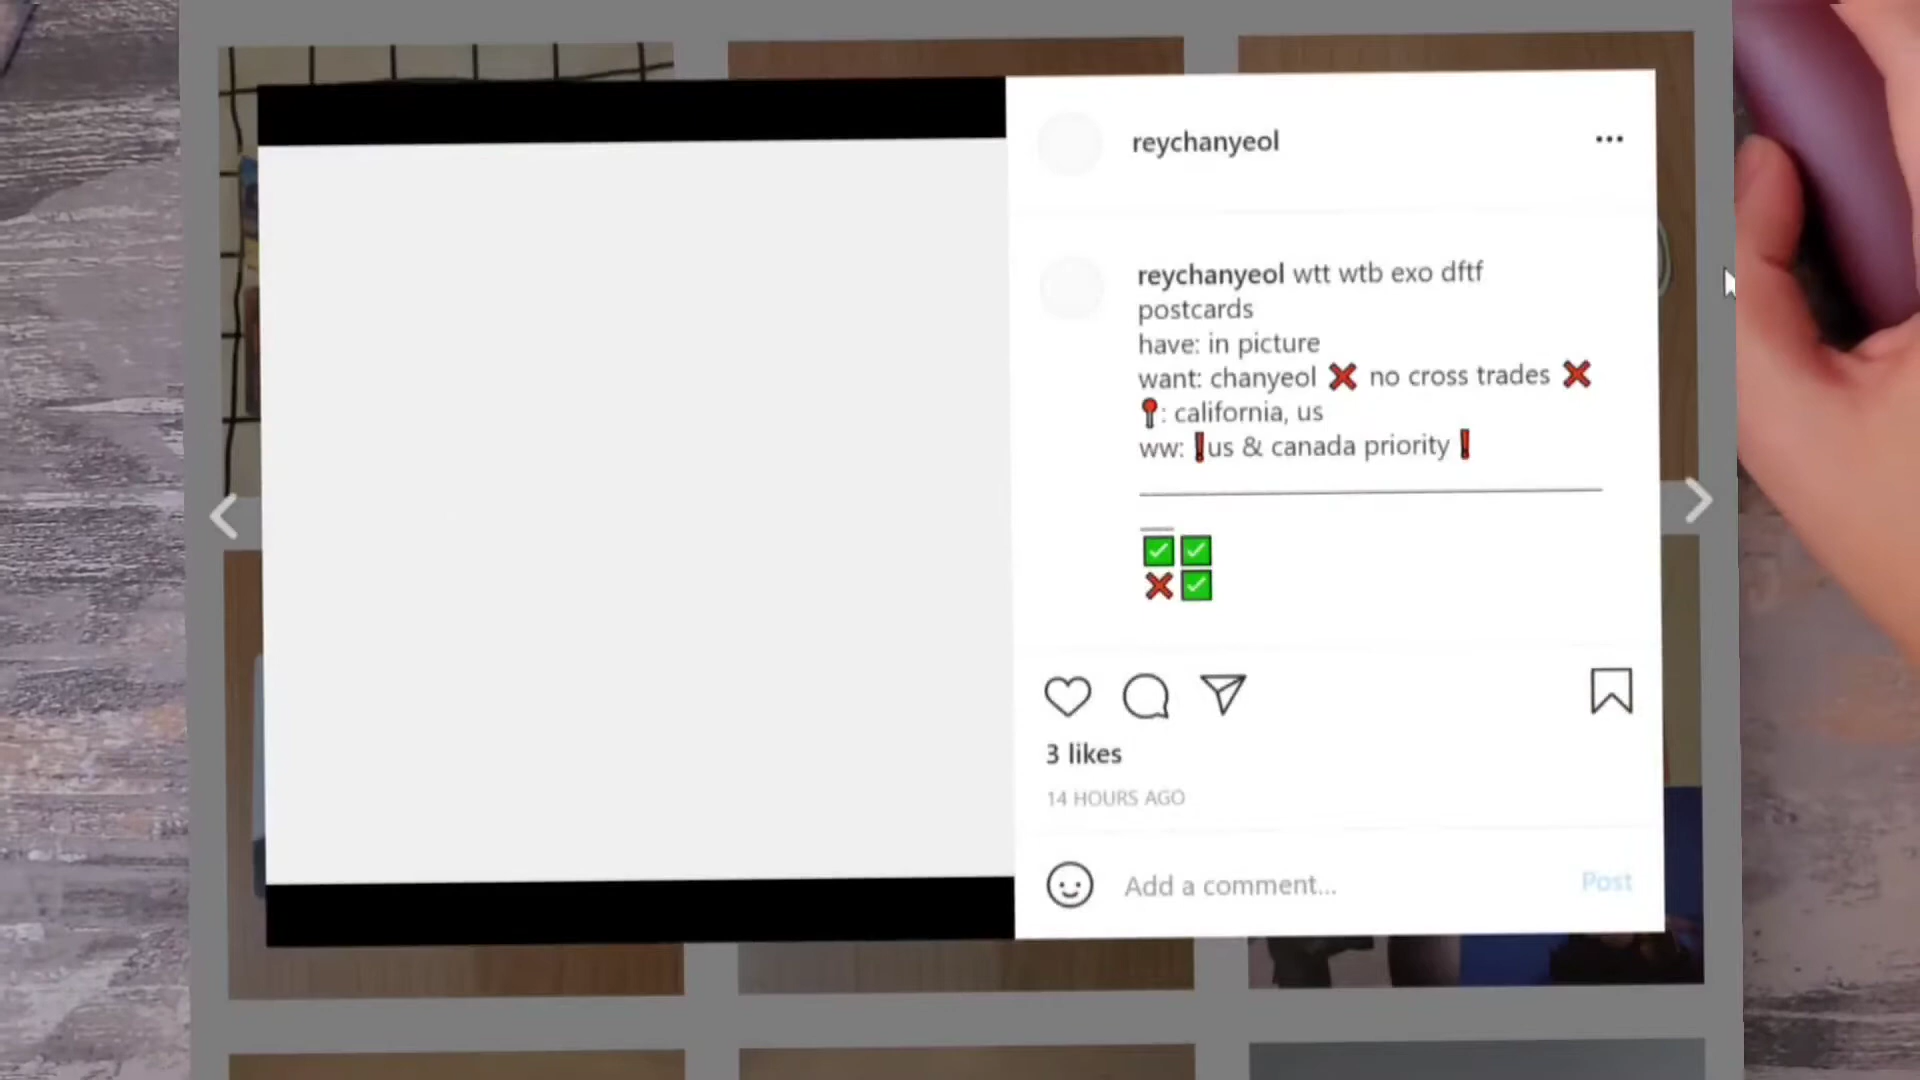 reychanyeol
reychanyeol wtt wtb exo dftf
postcards
have: in picture
want: chanyeol ❌ no cross trades ❌
📍: california, us
ww: ❗us & canada priority❗
✅✅
❌✅
3 likes
14 HOURS AGO
Add a comment...
Post